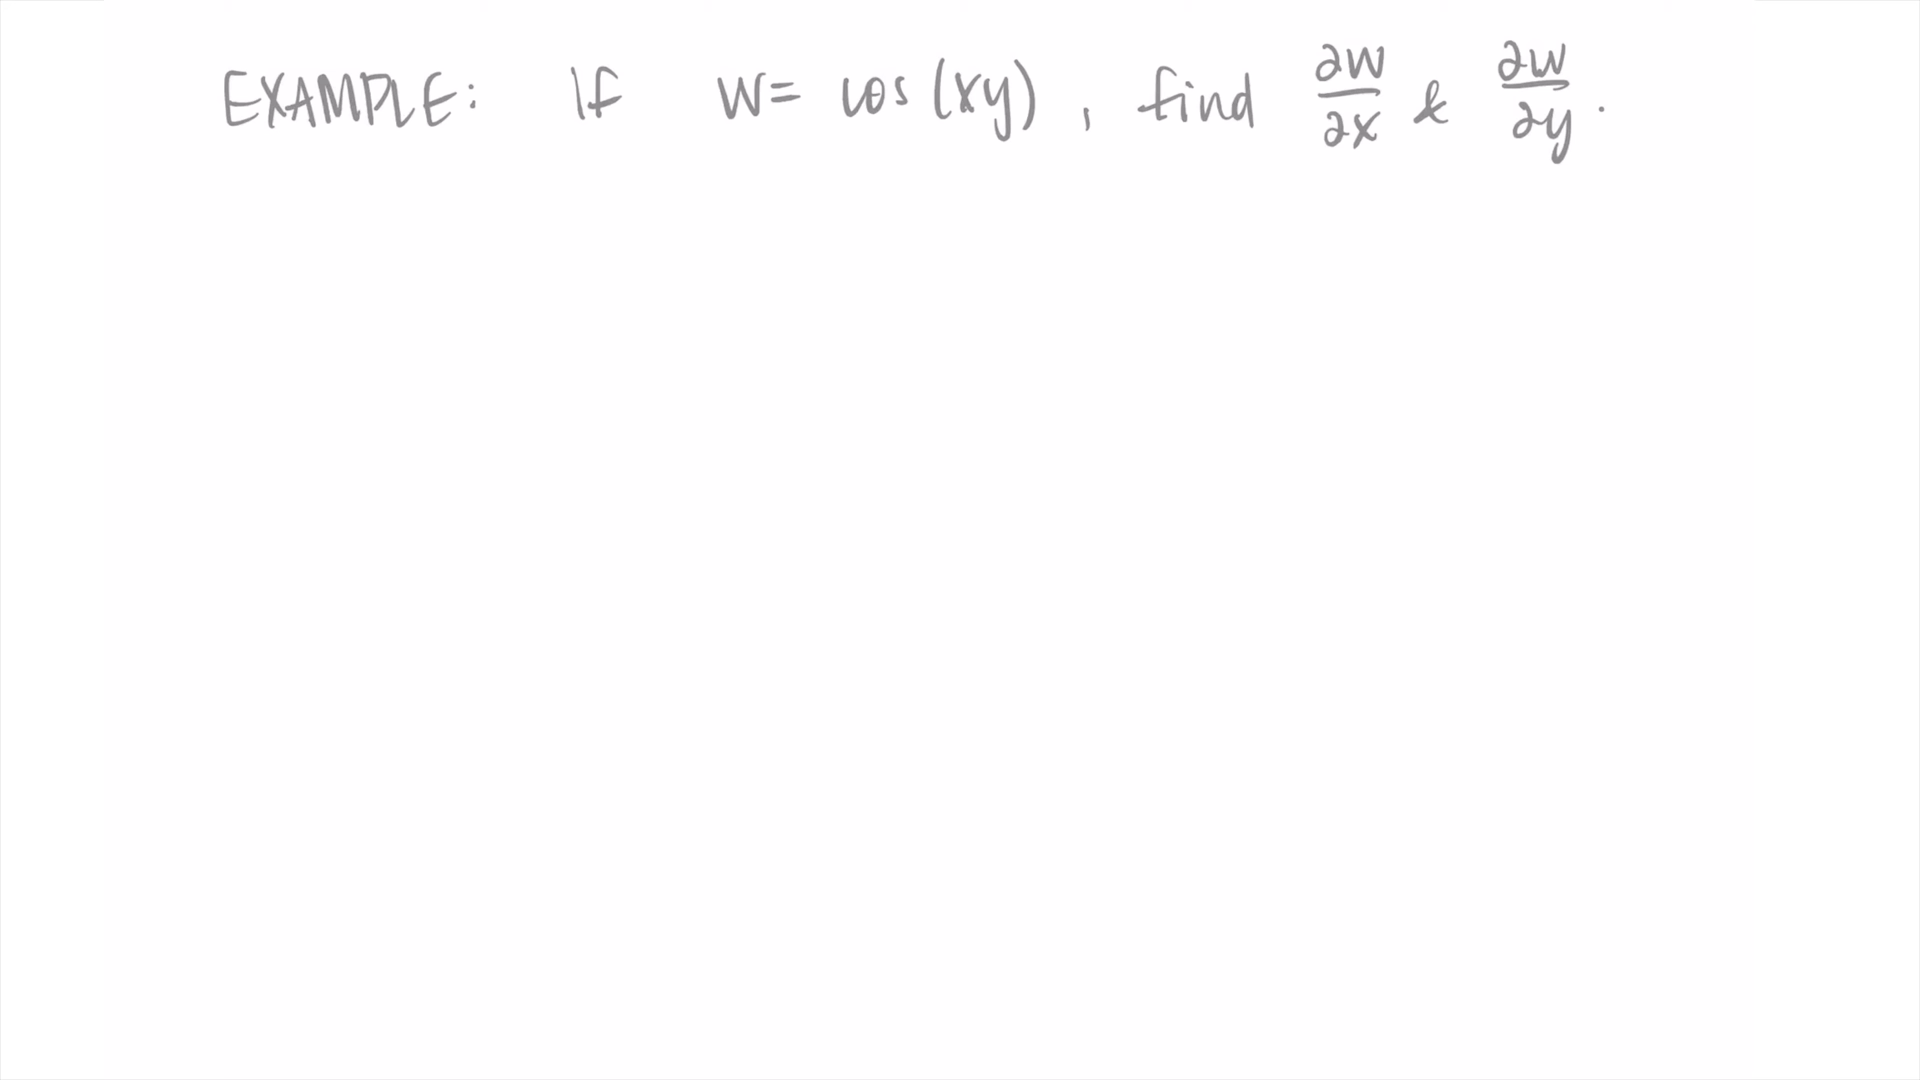 EXAMPLE: If w = cos (xy), find ∂w/∂x & ∂w/∂y.